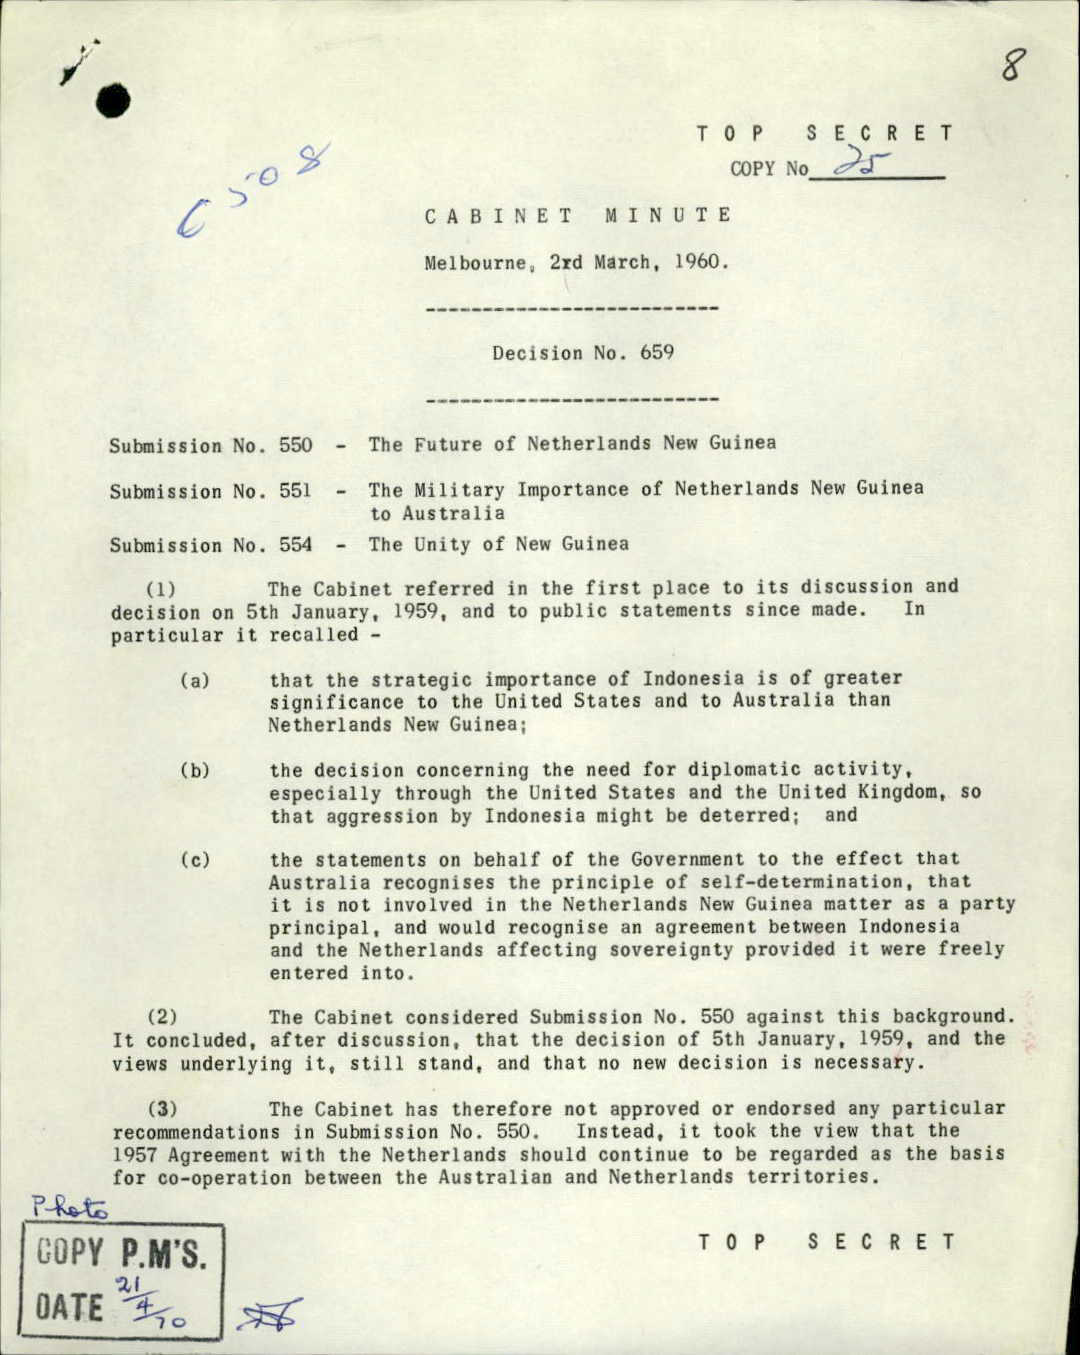 8
TOP SECRET
COPY No 25
C508
CABINET MINUTE
Melbourne, 2rd March, 1960.
Decision No. 659
Submission No. 550 - The Future of Netherlands New Guinea
Submission No. 551 - The Military Importance of Netherlands New Guinea
to Australia
Submission No. 554 - The Unity of New Guinea
(1) The Cabinet referred in the first place to its discussion and
decision on 5th January, 1959, and to public statements since made. In
particular it recalled -
(a) that the strategic importance of Indonesia is of greater
significance to the United States and to Australia than
Netherlands New Guinea;
(b) the decision concerning the need for diplomatic activity,
especially through the United States and the United Kingdom, so
that aggression by Indonesia might be deterred; and
(c) the statements on behalf of the Government to the effect that
Australia recognises the principle of self-determination, that
it is not involved in the Netherlands New Guinea matter as a party
principal, and would recognise an agreement between Indonesia
and the Netherlands affecting sovereignty provided it were freely
entered into.
(2) The Cabinet considered Submission No. 550 against this background.
It concluded, after discussion, that the decision of 5th January, 1959, and the
views underlying it, still stand, and that no new decision is necessary.
(3) The Cabinet has therefore not approved or endorsed any particular
recommendations in Submission No. 550. Instead, it took the view that the
1957 Agreement with the Netherlands should continue to be regarded as the basis
for co-operation between the Australian and Netherlands territories.
Photo
COPY P.M'S.
DATE 21/4/70
TOP SECRET